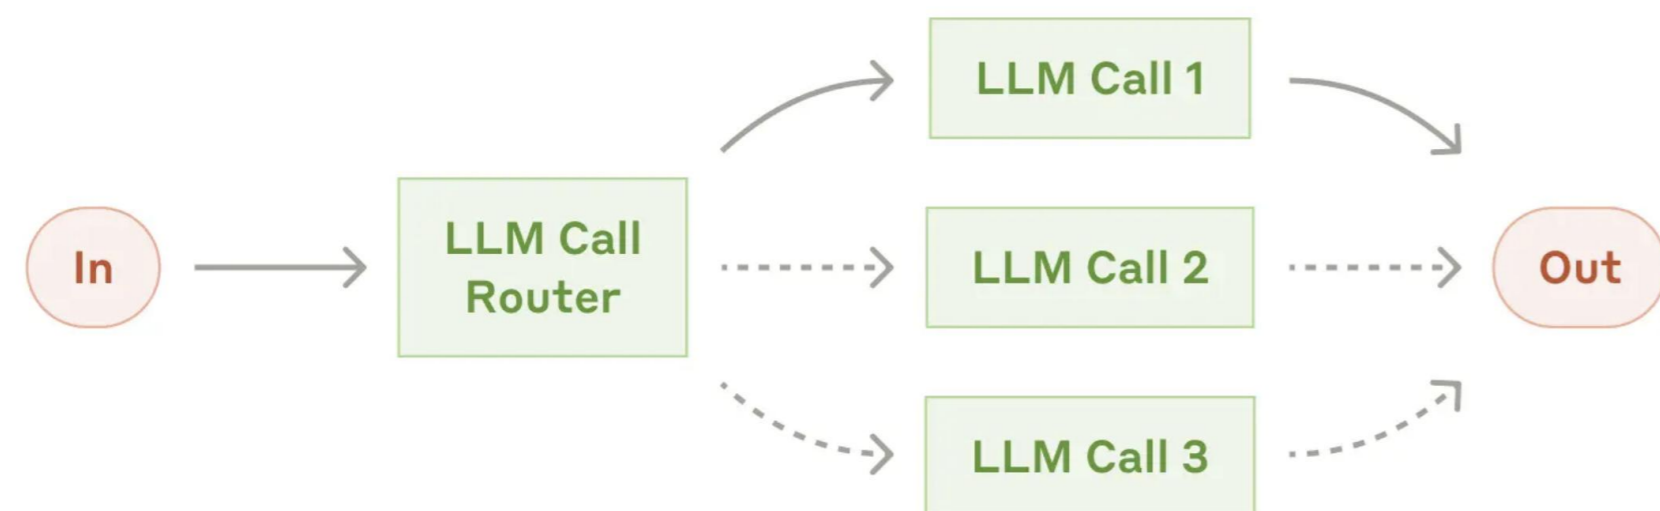 In
LLM Call
Router
LLM Call 1
LLM Call 2
LLM Call 3
Out